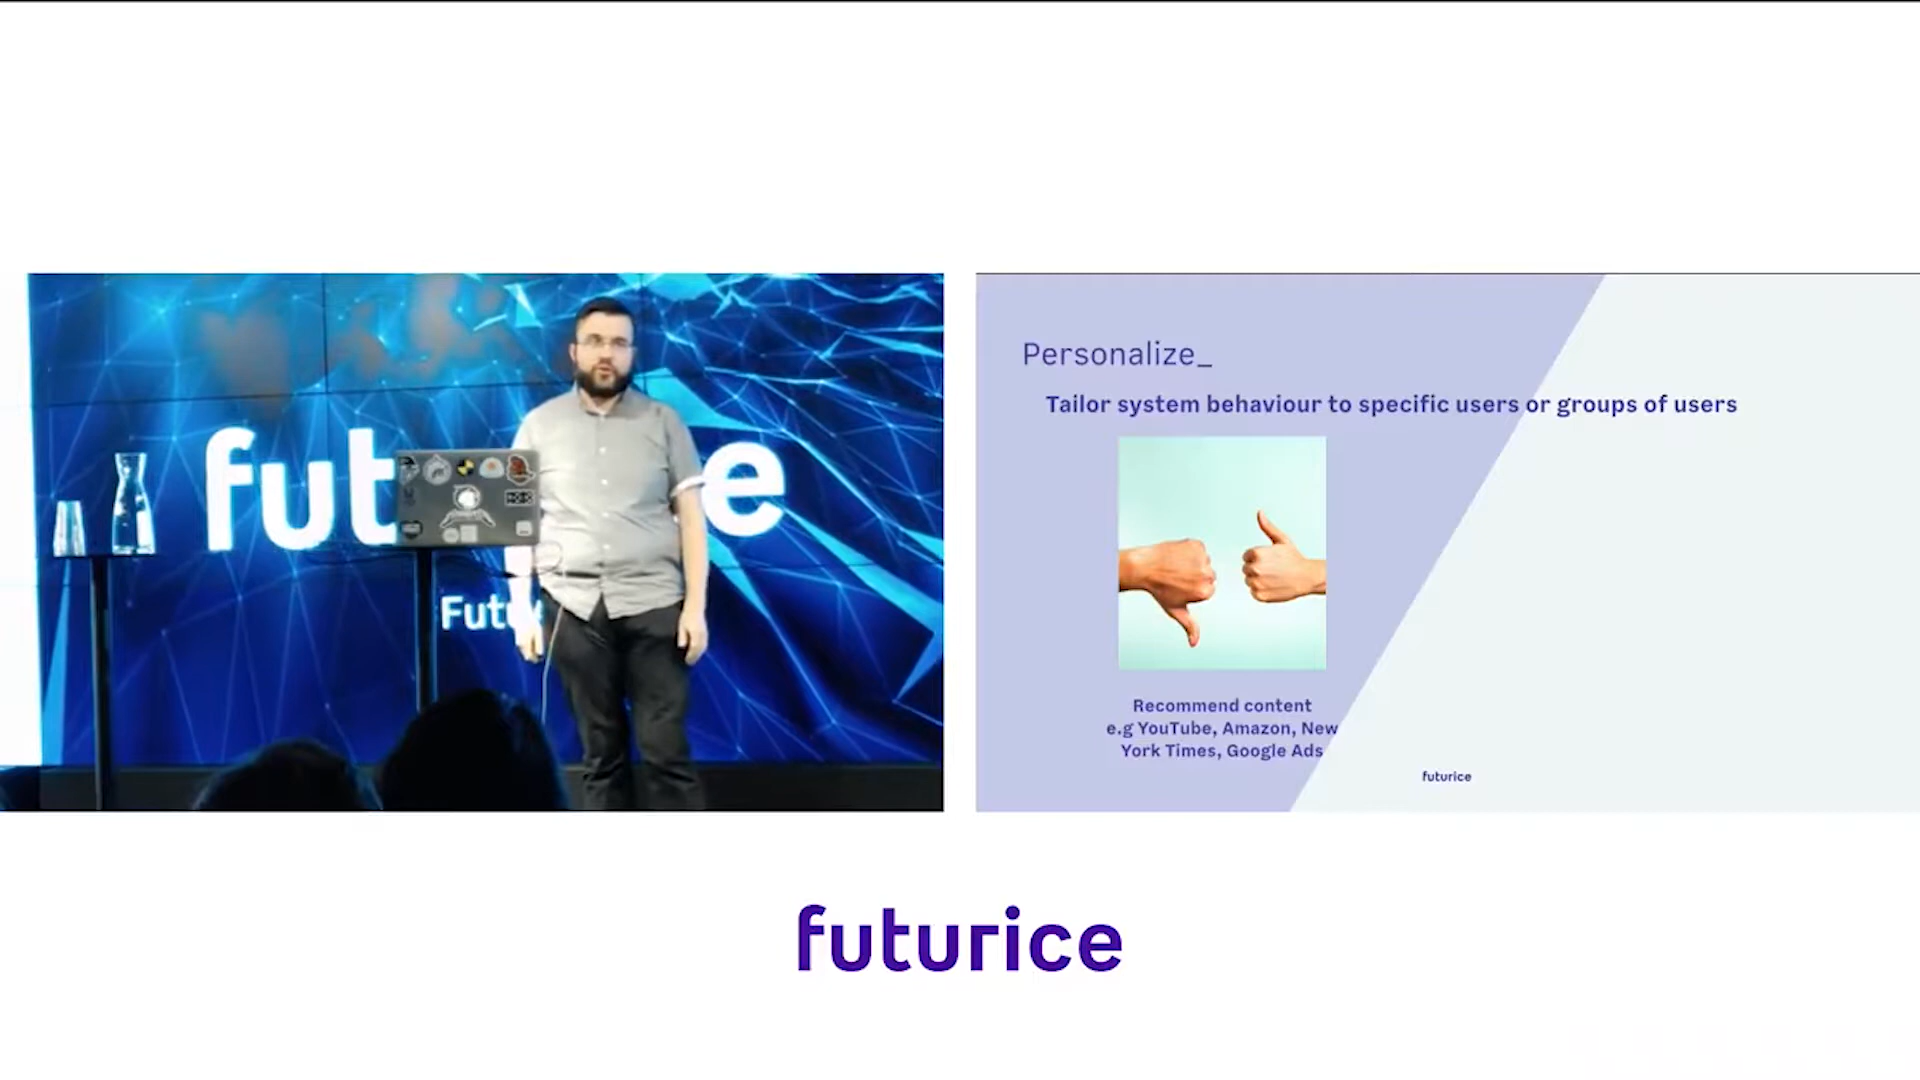 fut
e
Futu
Personalize_
Tailor system behaviour to specific users or groups of users
Recommend content
e.g YouTube, Amazon, New
York Times, Google Ads
futurice
futurice